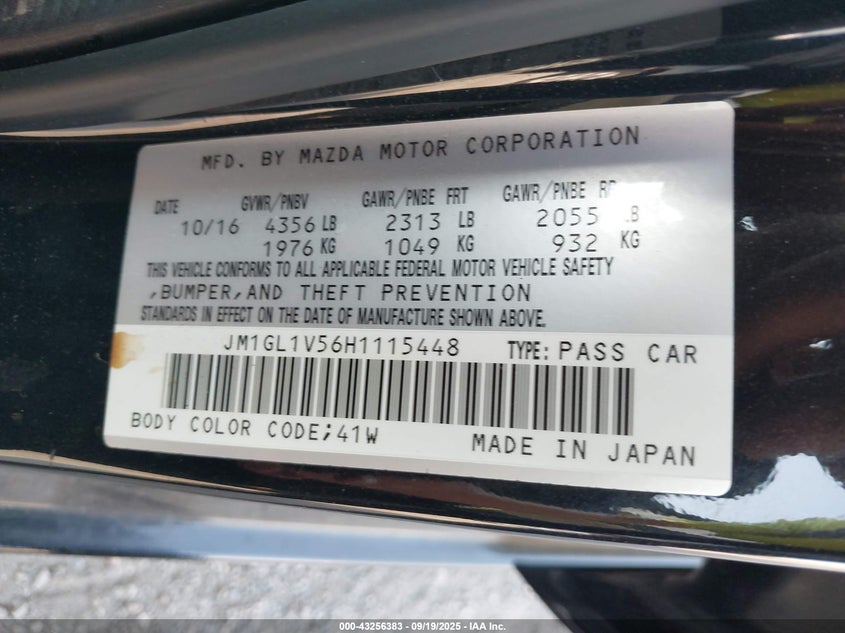 MFD. BY MAZDA MOTOR CORPORATION
DATE GVWR/PNBV GAWR/PNBE FRT GAWR/PNBE
10/16 4356 LB 2313 LB 2055 LB
1976 KG 1049 KG 932 KG
THIS VEHICLE CONFORMS TO ALL APPLICABLE FEDERAL MOTOR VEHICLE SAFETY
,BUMPER,AND THEFT PREVENTION
STANDARDS IN EFFECT ON THE DATE OF MANUFACTURE SHOWN ABOVE.
JM1GL1V56H1115448 TYPE: PASS CAR
BODY COLOR CODE;41W MADE IN JAPAN
000-43256383 - 09/19/2025 - IAA Inc.